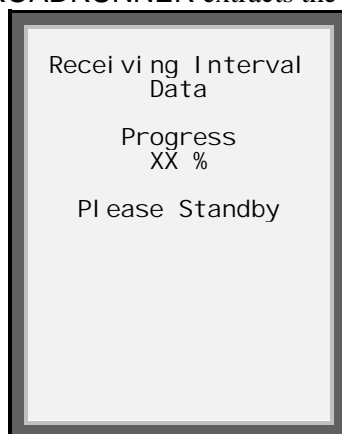 ROADRUNNER extracts the
Receiving Interval
Data
Progress
XX %
Please Standby